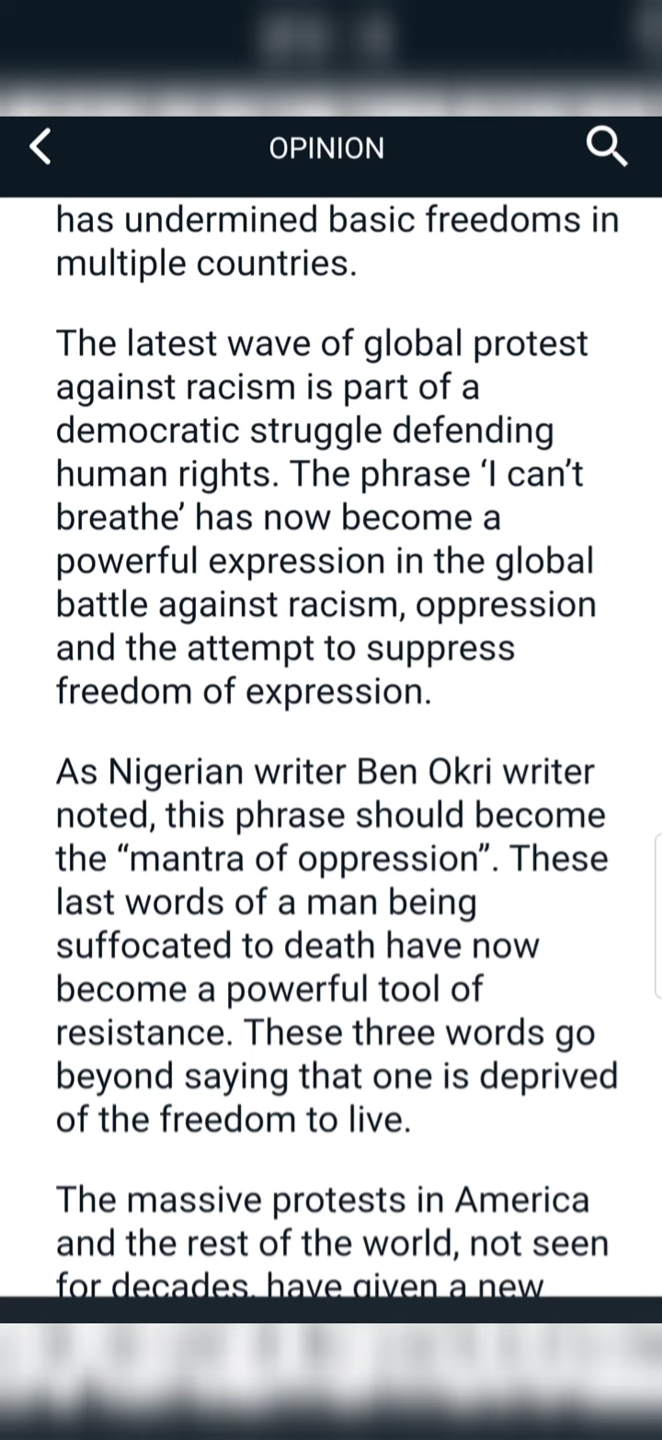 OPINION
has undermined basic freedoms in
multiple countries.
The latest wave of global protest
against racism is part of a
democratic struggle defending
human rights. The phrase ‘I can’t
breathe’ has now become a
powerful expression in the global
battle against racism, oppression
and the attempt to suppress
freedom of expression.
As Nigerian writer Ben Okri writer
noted, this phrase should become
the “mantra of oppression”. These
last words of a man being
suffocated to death have now
become a powerful tool of
resistance. These three words go
beyond saying that one is deprived
of the freedom to live.
The massive protests in America
and the rest of the world, not seen
for decades, have given a new